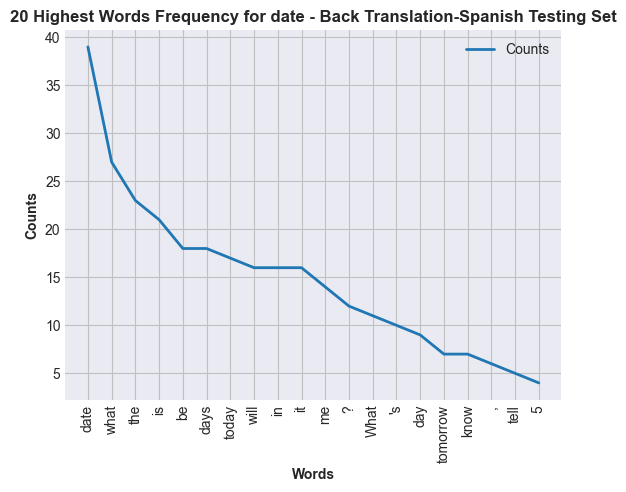 20 Highest Words Frequency for date - Back Translation-Spanish Testing Set
Counts
40
35
30
25
20
15
10
5
Counts
date
what
the
is
be
days
today
will
in
it
me
?
What
's
day
tomorrow
know
,
tell
5
Words